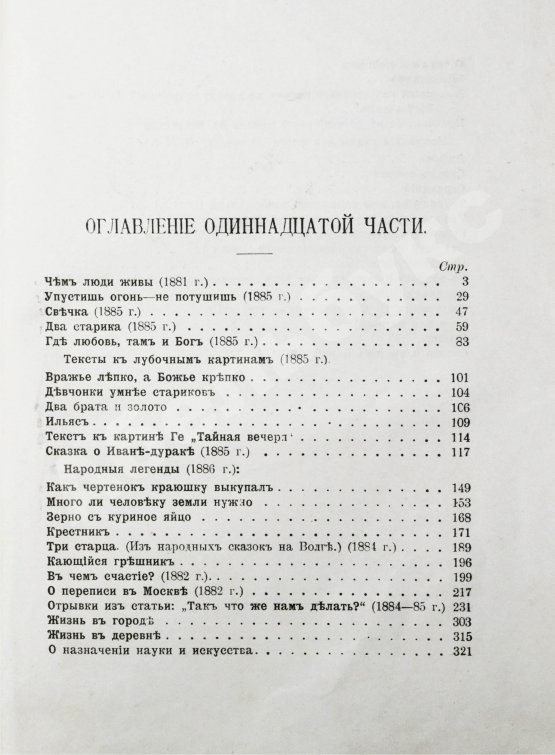 ОГЛАВЛЕНІЕ ОДИННАДЦАТОЙ ЧАСТИ.
Стр.
Чѣмъ люди живы (1881 г.) 3
Упустишь огонь—не потушишь (1885 г.) 29
Свѣчка (1885 г.) 47
Два старика (1885 г.) 59
Гдѣ любовь, тамъ и Богъ (1885 г.) 83
Тексты къ лубочнымъ картинамъ (1885 г.)
Вражье лѣпко, а Божье крѣпко 101
Дѣвчонки умнѣе стариковъ 104
Два брата и золото 106
Ильясъ 109
Текстъ къ картинѣ Ге „Тайная вечеря“ 114
Сказка о Иванѣ-дуракѣ (1885 г.) 117
Народныя легенды (1886 г.):
Какъ чертенокъ краюшку выкупалъ 149
Много ли человѣку земли нужно 153
Зерно съ куриное яйцо 168
Крестникъ 171
Три старца. (Изъ народныхъ сказокъ на Волгѣ.) (1884 г.) 189
Кающійся грѣшникъ 196
Въ чемъ счастіе? (1882 г.) 199
О переписи въ Москвѣ (1882 г.) 217
Отрывки изъ статьи: „Такъ что же намъ дѣлать?“ (1884—85 г.) 231
Жизнь въ городѣ 303
Жизнь въ деревнѣ 315
О назначеніи науки и искусства 321